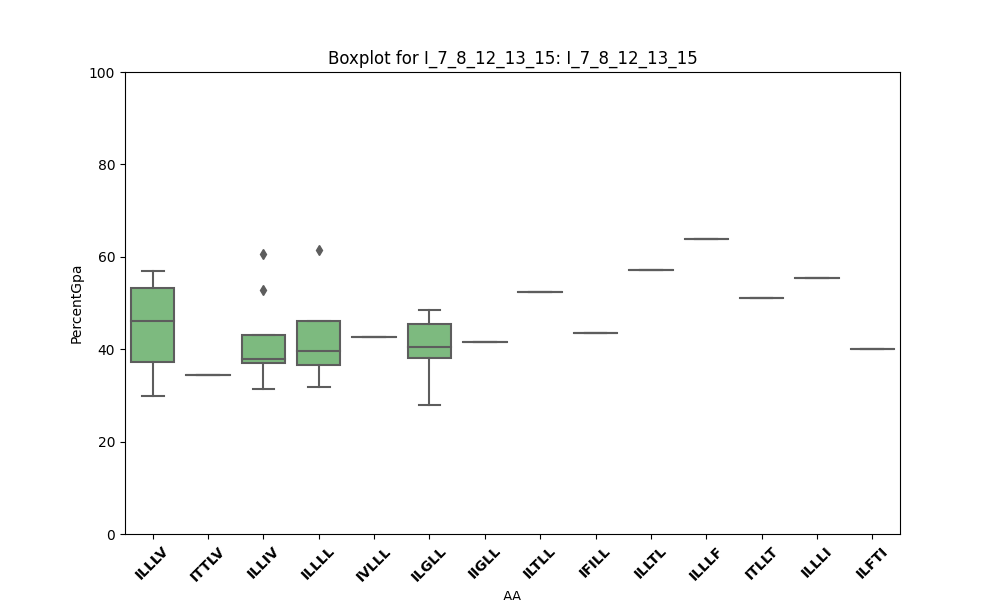 Boxplot for I_7_8_12_13_15: I_7_8_12_13_15
100
80
60
40
20
0
PercentGpa
ILLLV
ITTLV
ILLIV
ILLLL
IVLLL
ILGLL
IIGLL
ILTLL
IFILL
ILLTL
ILLLF
ITLLT
ILLLI
ILFTI
AA